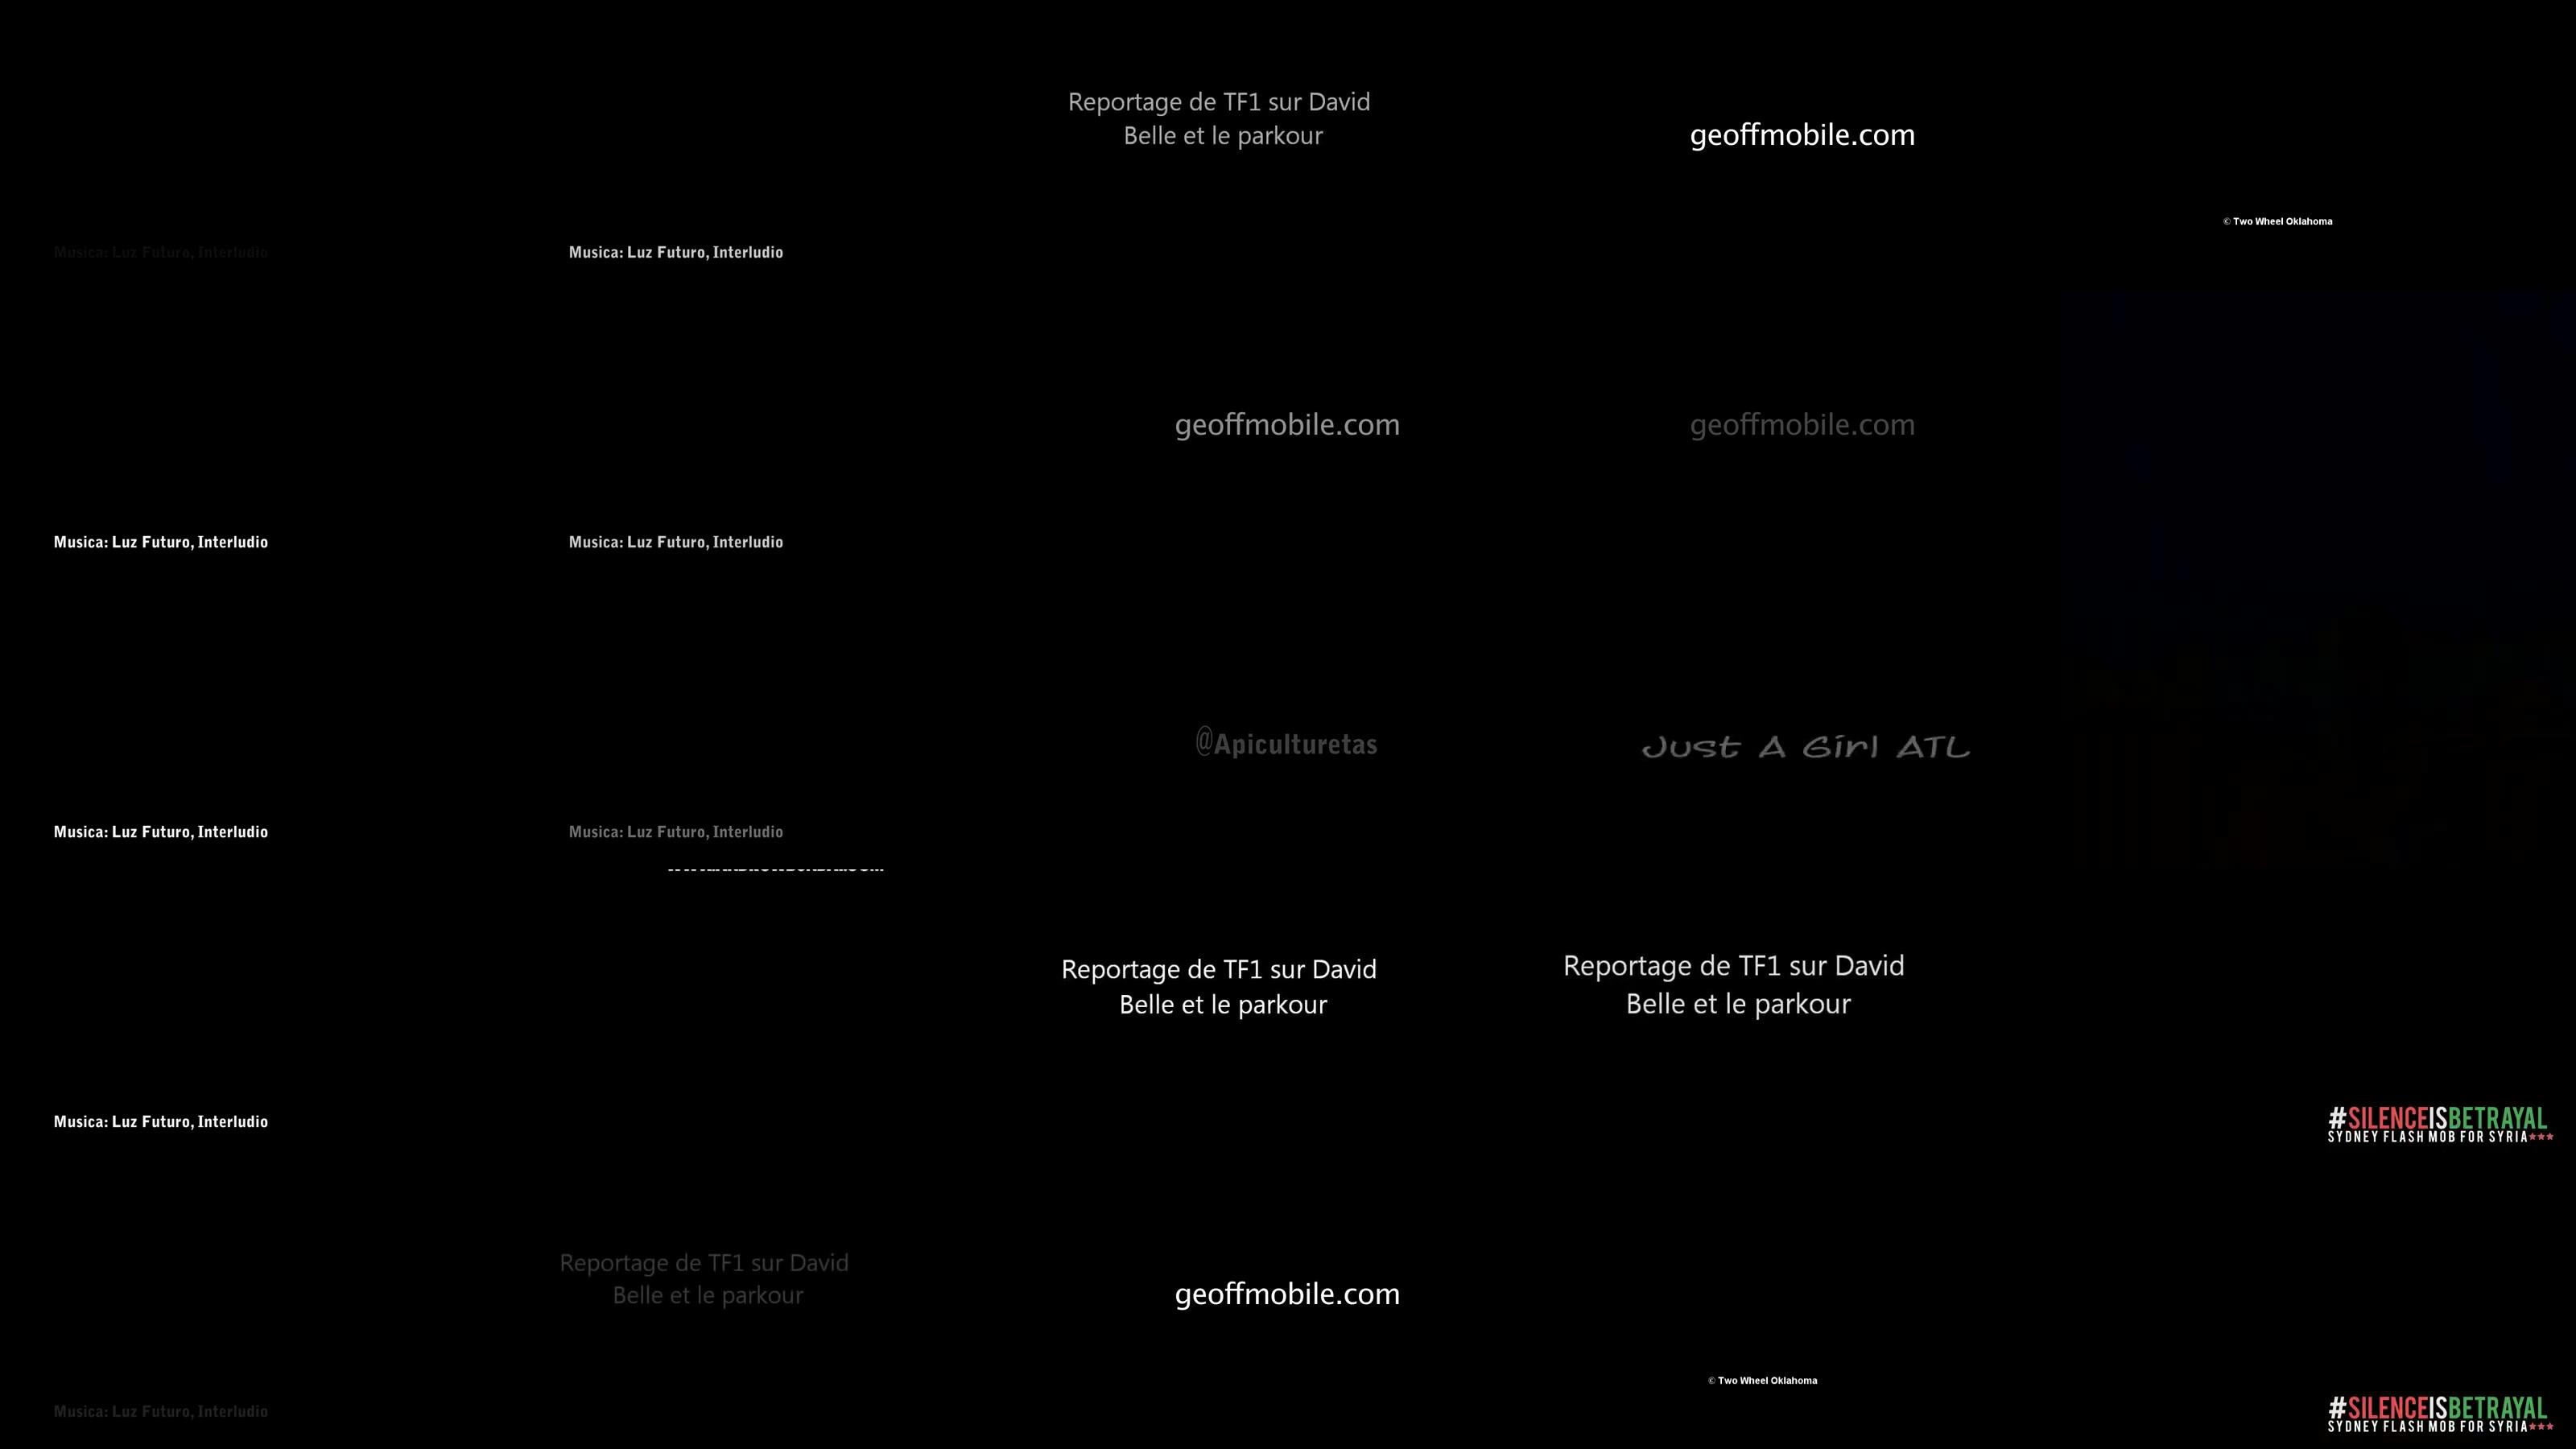 Reportage de TF1 sur David
Belle et le parkour
geoffmobile.com
© Two Wheel Oklahoma
Musica: Luz Futuro, Interludio
Musica: Luz Futuro, Interludio
geoffmobile.com
geoffmobile.com
Musica: Luz Futuro, Interludio
Musica: Luz Futuro, Interludio
@Apiculturetas
Just A Girl ATL
Musica: Luz Futuro, Interludio
Musica: Luz Futuro, Interludio
Reportage de TF1 sur David
Belle et le parkour
Reportage de TF1 sur David
Belle et le parkour
Musica: Luz Futuro, Interludio
#SILENCEISBETRAYAL
SYDNEY FLASH MOB FOR SYRIA
Reportage de TF1 sur David
Belle et le parkour
geoffmobile.com
© Two Wheel Oklahoma
Musica: Luz Futuro, Interludio
#SILENCEISBETRAYAL
SYDNEY FLASH MOB FOR SYRIA